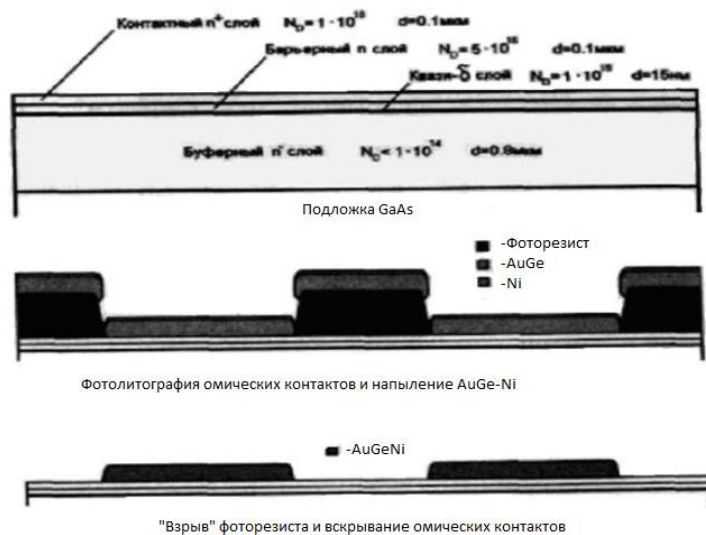 Контактный n⁺ слой N_D = 1 · 10¹⁸ d=0.1мкм
Барьерный n слой N_D = 5 · 10¹⁶ d=0.1мкм
Квази-δ слой N_D = 1 · 10¹⁸ d=15нм
Буферный n⁻слой N_D < 1 · 10¹⁴ d=0.8мкм
Подложка GaAs
-Фоторезист
-AuGe
-Ni
Фотолитография омических контактов и напыление AuGe-Ni
-AuGeNi
"Взрыв" фоторезиста и вскрывание омических контактов